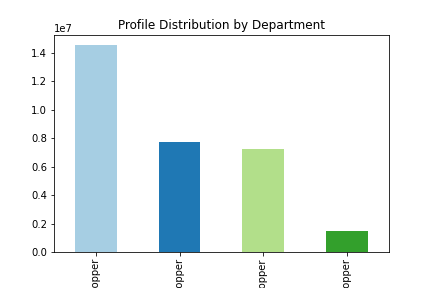 Profile Distribution by Department
1e7
1.4
1.2
1.0
0.8
0.6
0.4
0.2
0.0
opper
opper
opper
opper